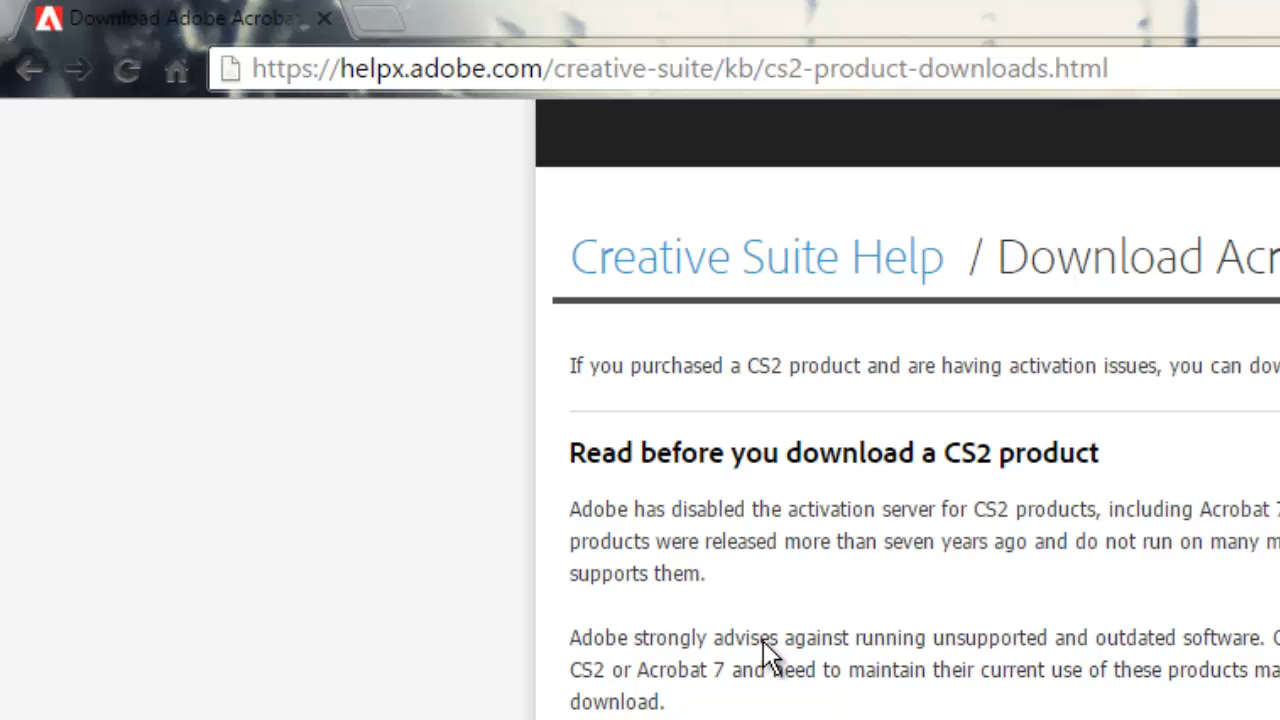 Download Adobe Acroba
https://helpx.adobe.com/creative-suite/kb/cs2-product-downloads.html
Creative Suite Help / Download Acr
If you purchased a CS2 product and are having activation issues, you can dow
Read before you download a CS2 product
Adobe has disabled the activation server for CS2 products, including Acrobat 7
products were released more than seven years ago and do not run on many m
supports them.
Adobe strongly advises against running unsupported and outdated software. C
CS2 or Acrobat 7 and need to maintain their current use of these products ma
download.